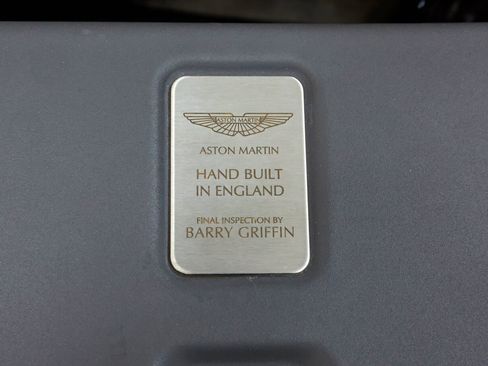 ASTON MARTIN
ASTON MARTIN
HAND BUILT
IN ENGLAND
FINAL INSPECTION BY
BARRY GRIFFIN